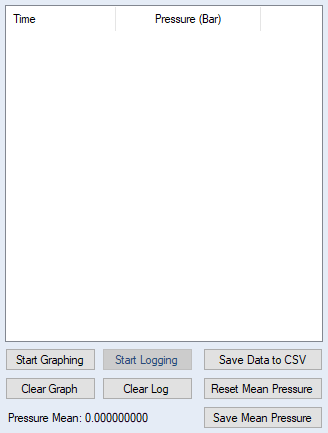 Time Pressure (Bar)
Start Graphing Start Logging Save Data to CSV
Clear Graph Clear Log Reset Mean Pressure
Pressure Mean: 0.000000000 Save Mean Pressure